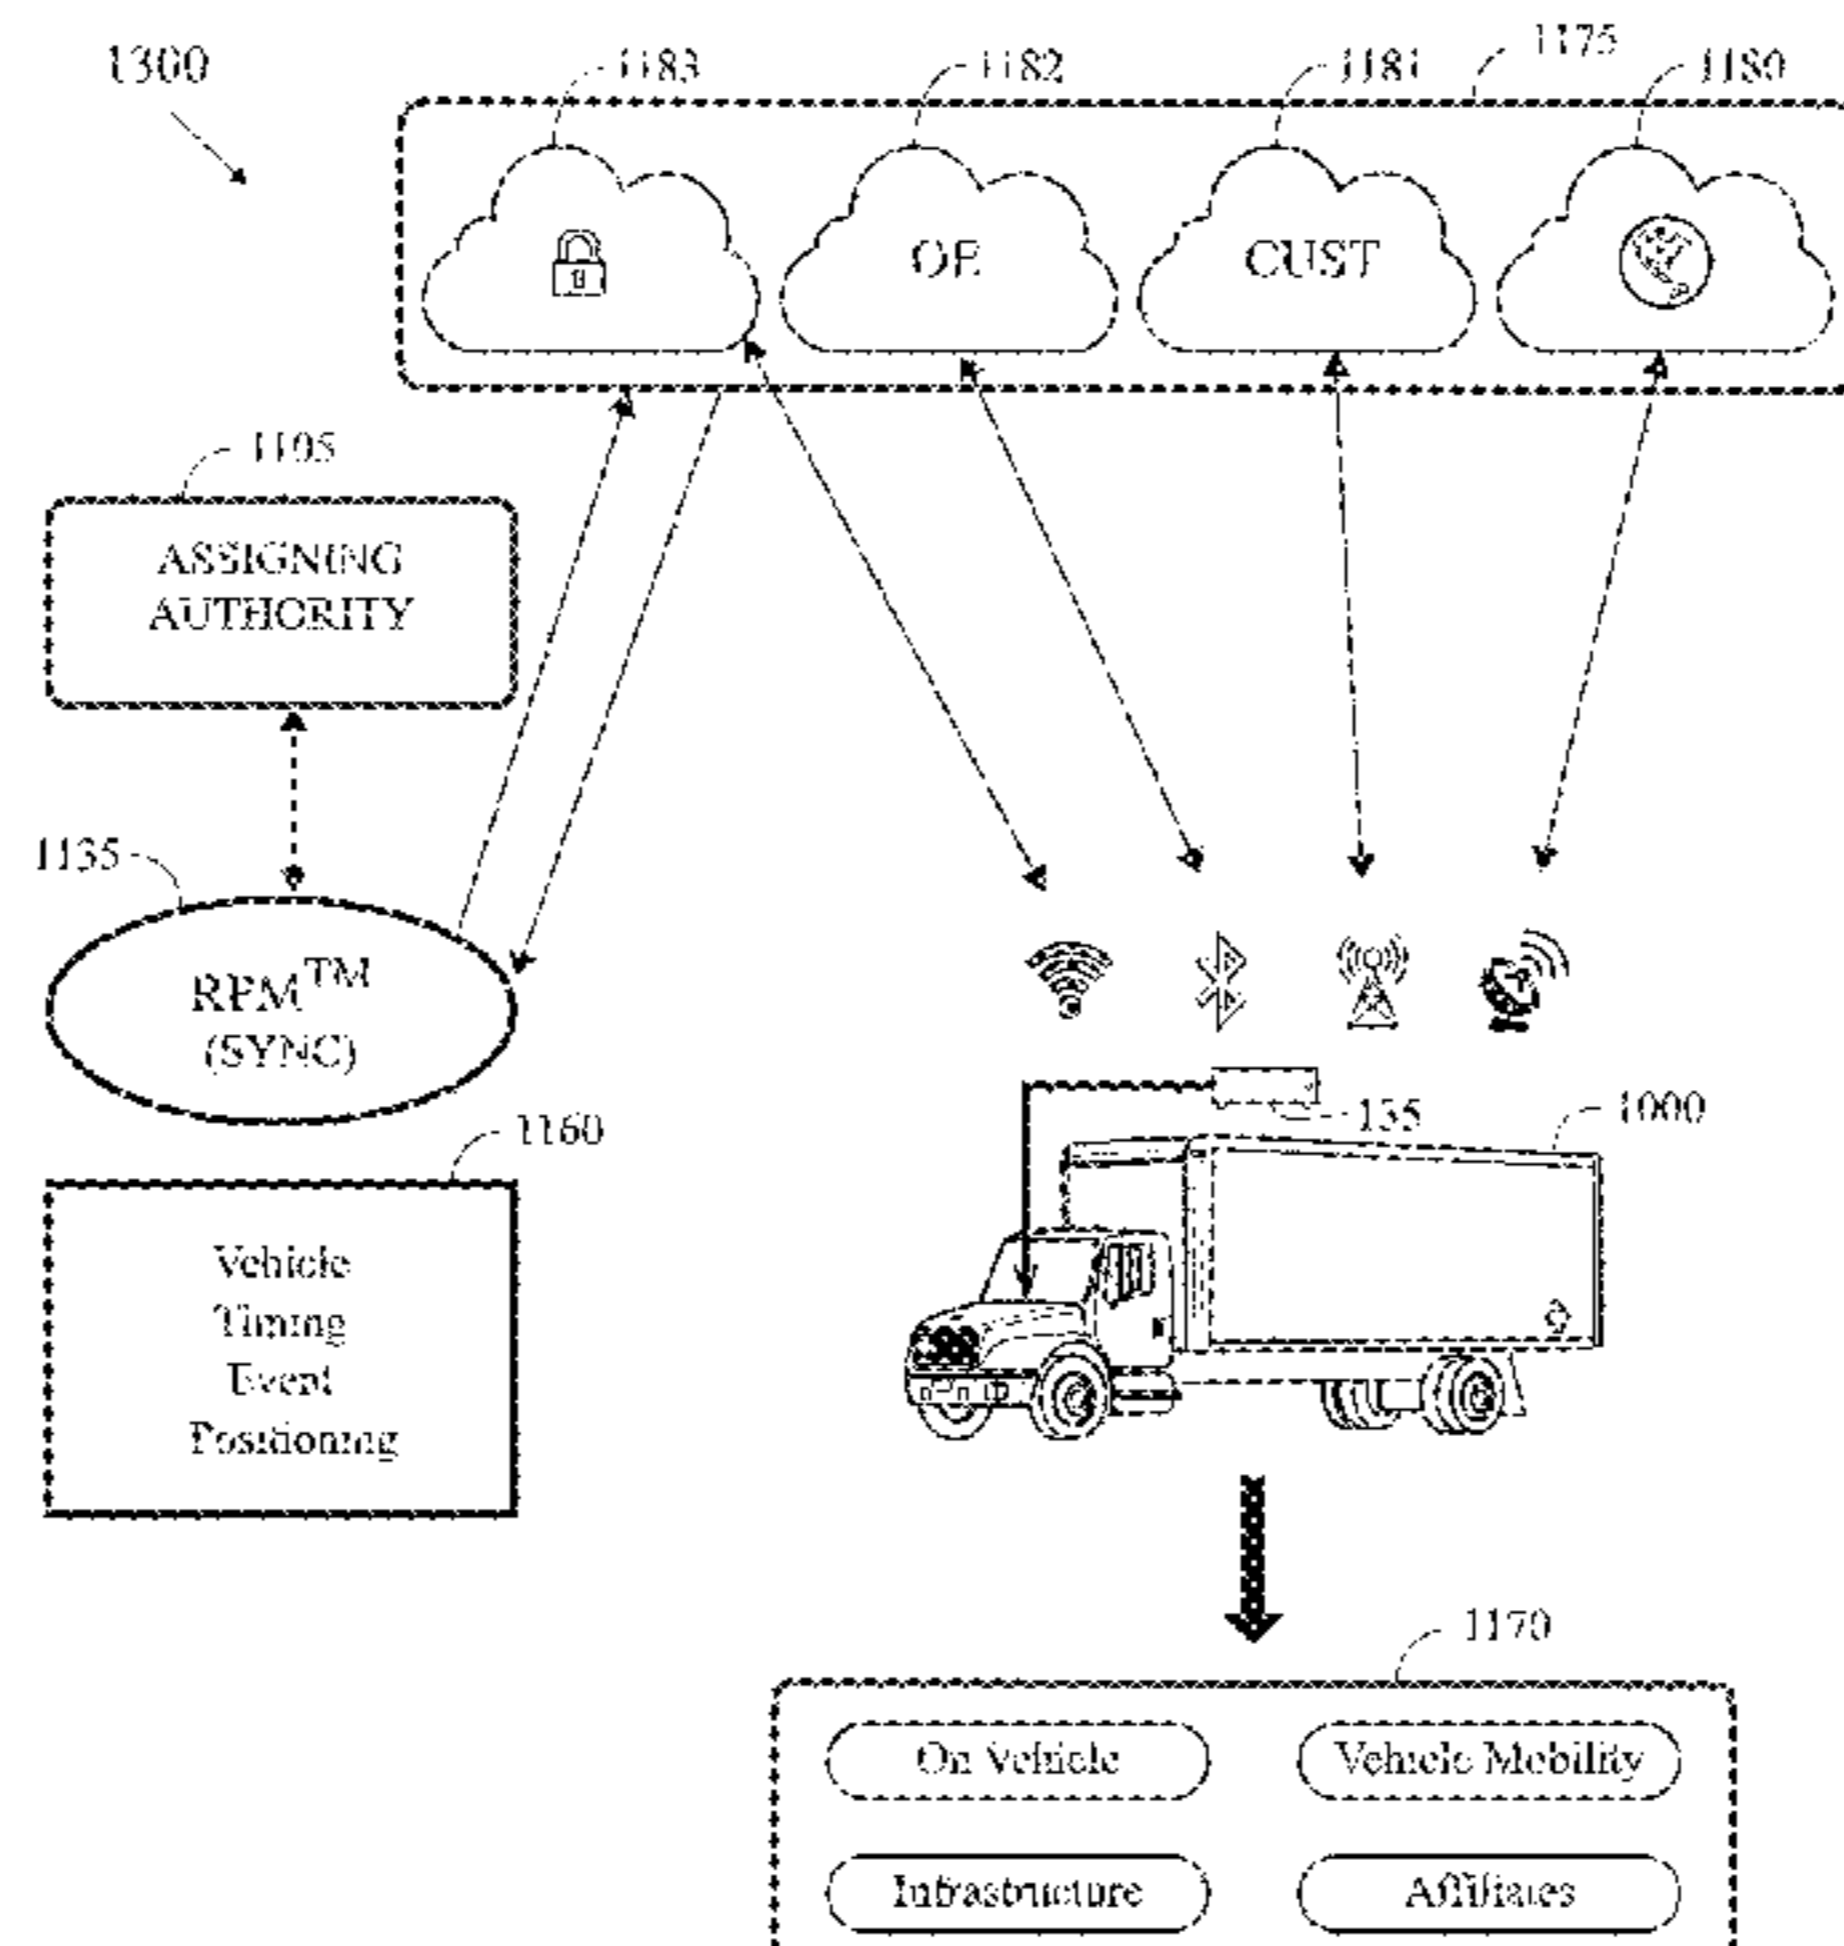 1300
1183
1182
1181
1175
1180
OE
CUST
1105
ASSIGNING
AUTHORITY
1135
RPM™
(SYNC)
135
1000
1160
Vehicle
Timing
Event
Positioning
1170
On Vehicle
Vehicle Mobility
Infrastructure
Affiliates